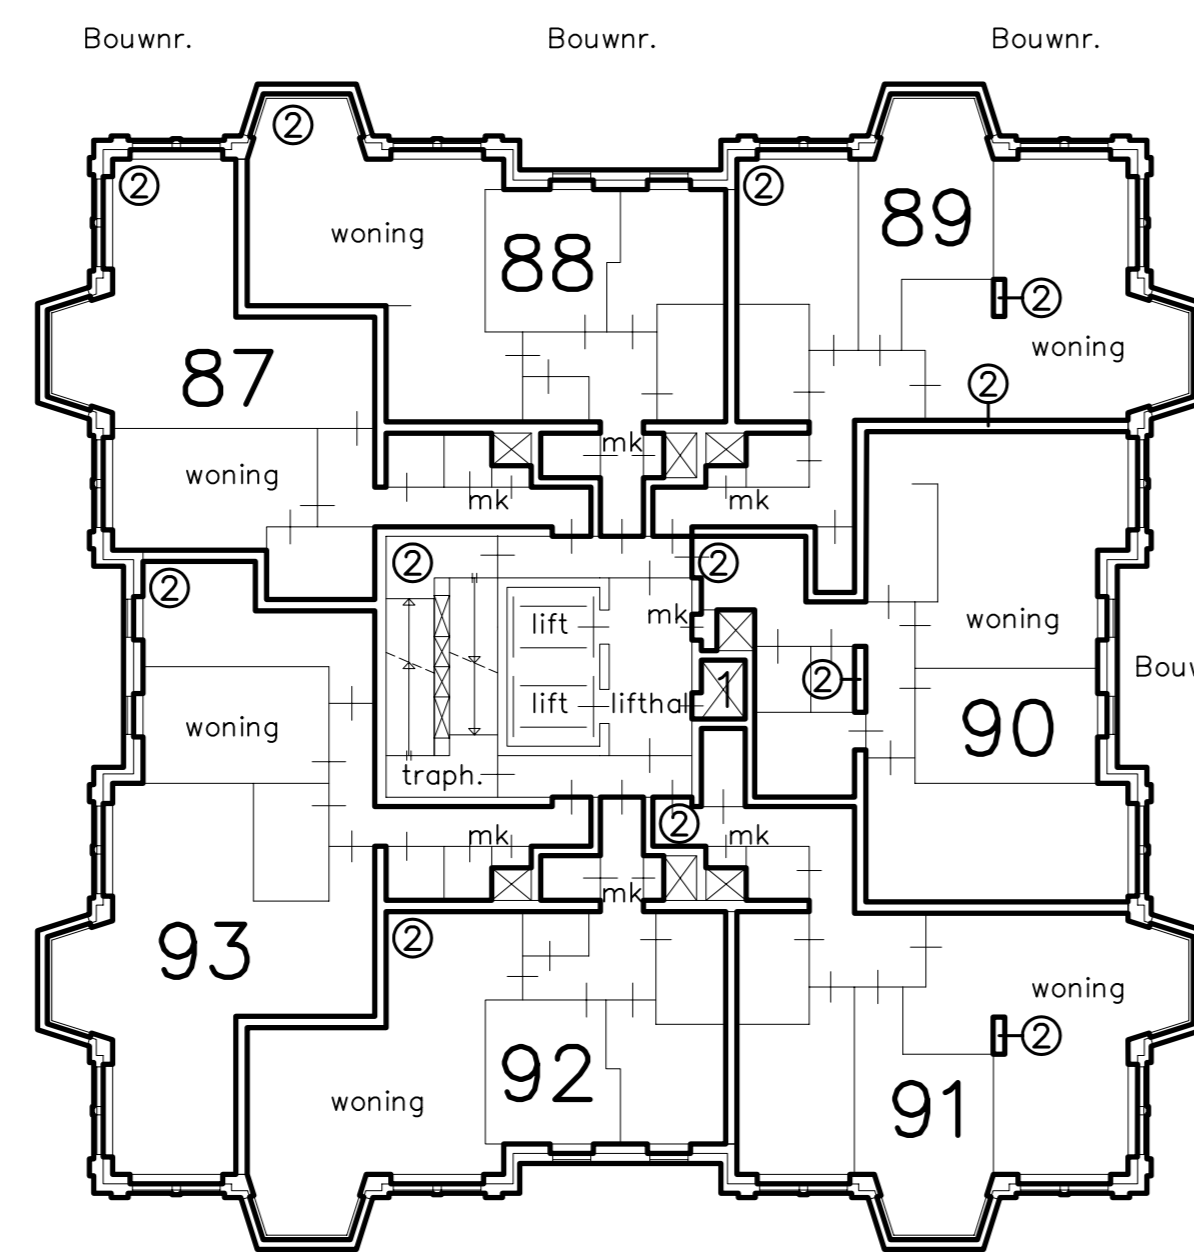 Bouwnr. Bouwnr. Bouwnr.
2
2 2
woning 88 89
2
87 woning
2
woning mk
mk mk
2 2
2 lift mk woning
2 Bouw
woning lift lifthal 1 90
traph.
mk 2 mk
mk
93 2
woning
2
92 91
woning